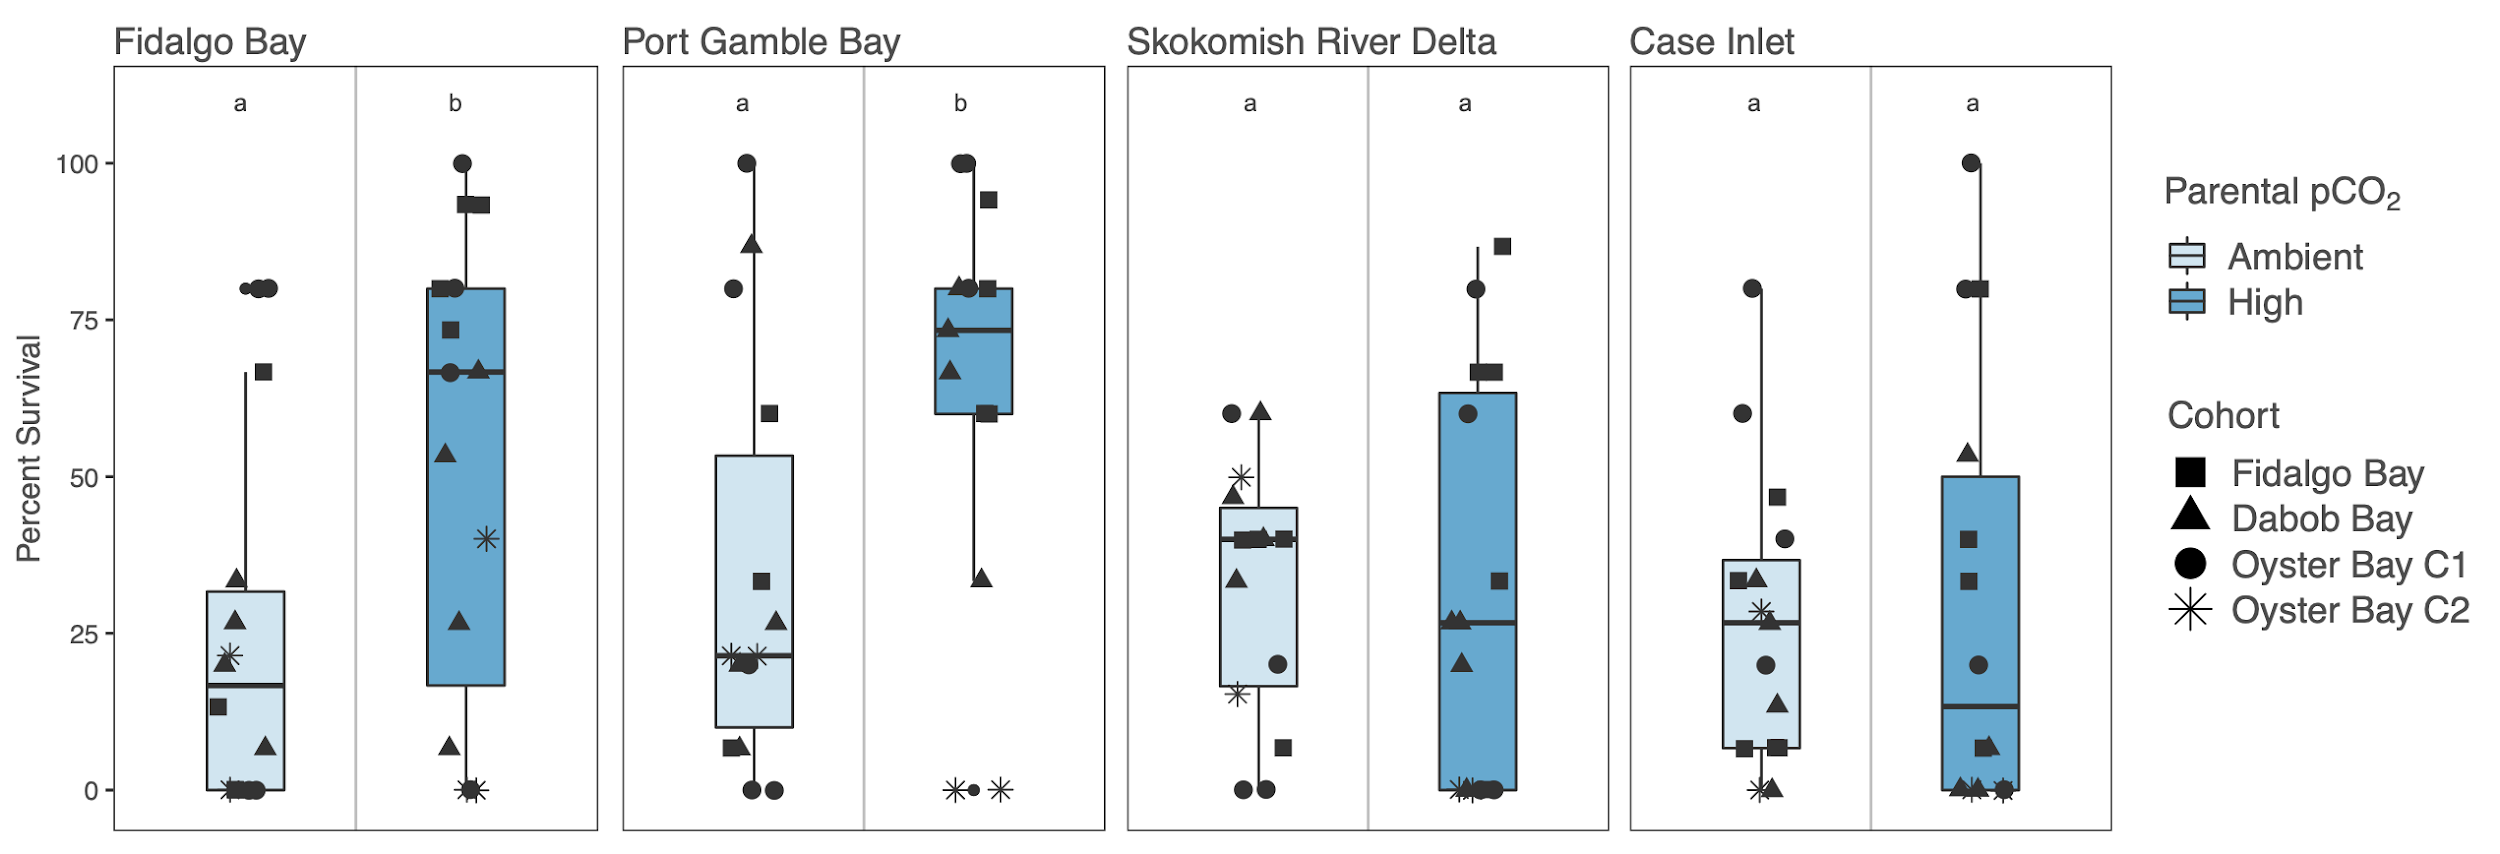 Fidalgo Bay
Port Gamble Bay
Skokomish River Delta
Case Inlet
a
b
a
b
a
a
a
a
Percent Survival
100
75
50
25
0
Parental pCO₂
Ambient
High
Cohort
Fidalgo Bay
Dabob Bay
Oyster Bay C1
Oyster Bay C2